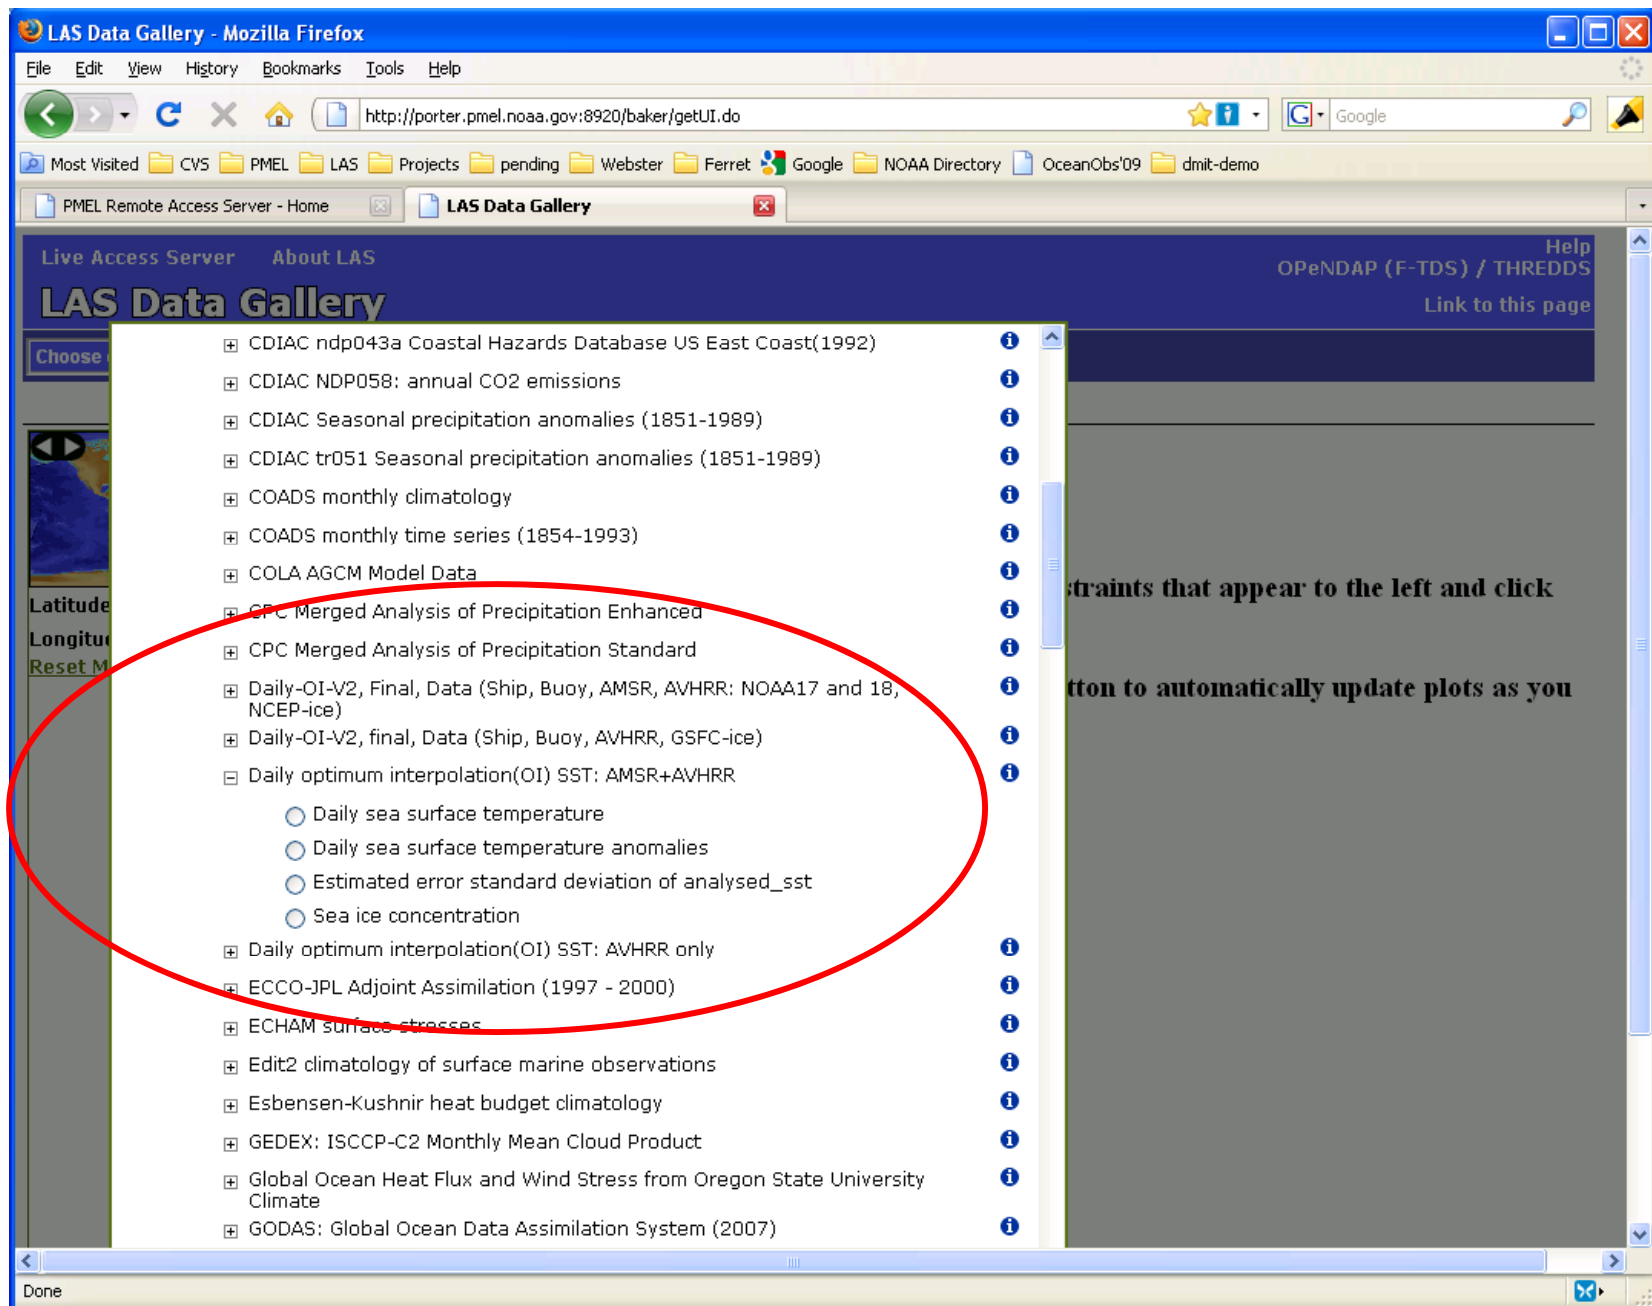 LAS Data Gallery - Mozilla Firefox
File Edit View History Bookmarks Tools Help
http://porter.pmel.noaa.gov:8920/baker/getUI.do
Google
Most Visited CVS PMEL LAS Projects pending Webster Ferret Google NOAA Directory OceanObs'09 dmit-demo
PMEL Remote Access Server - Home LAS Data Gallery
Live Access Server About LAS
Help
OPeNDAP (F-TDS) / THREDDS
LAS Data Gallery
Link to this page
Choose
CDIAC ndp043a Coastal Hazards Database US East Coast(1992)
CDIAC NDP058: annual CO2 emissions
CDIAC Seasonal precipitation anomalies (1851-1989)
CDIAC tr051 Seasonal precipitation anomalies (1851-1989)
COADS monthly climatology
COADS monthly time series (1854-1993)
COLA AGCM Model Data
straints that appear to the left and click
Latitude
CPC Merged Analysis of Precipitation Enhanced
Longitu
CPC Merged Analysis of Precipitation Standard
Reset M
Daily-OI-V2, Final, Data (Ship, Buoy, AMSR, AVHRR: NOAA17 and 18,
NCEP-ice)
tton to automatically update plots as you
Daily-OI-V2, final, Data (Ship, Buoy, AVHRR, GSFC-ice)
Daily optimum interpolation(OI) SST: AMSR+AVHRR
Daily sea surface temperature
Daily sea surface temperature anomalies
Estimated error standard deviation of analysed_sst
Sea ice concentration
Daily optimum interpolation(OI) SST: AVHRR only
ECCO-JPL Adjoint Assimilation (1997 - 2000)
ECHAM surface stresses
Edit2 climatology of surface marine observations
Esbensen-Kushnir heat budget climatology
GEDEX: ISCCP-C2 Monthly Mean Cloud Product
Global Ocean Heat Flux and Wind Stress from Oregon State University
Climate
GODAS: Global Ocean Data Assimilation System (2007)
Done